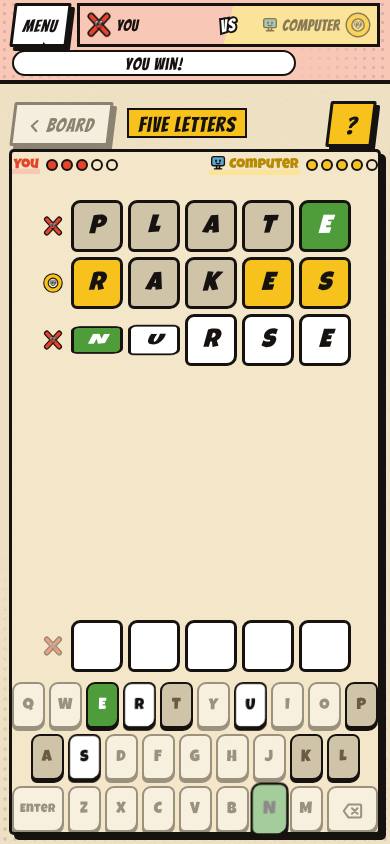 MENU
YOU
VS
COMPUTER
YOU WIN!
< BOARD
FIVE LETTERS
?
YOU
COMPUTER
P L A T E
R A K E S
N U R S E
Q W E R T Y U I O P
A S D F G H J K L
ENTER Z X C V B N M